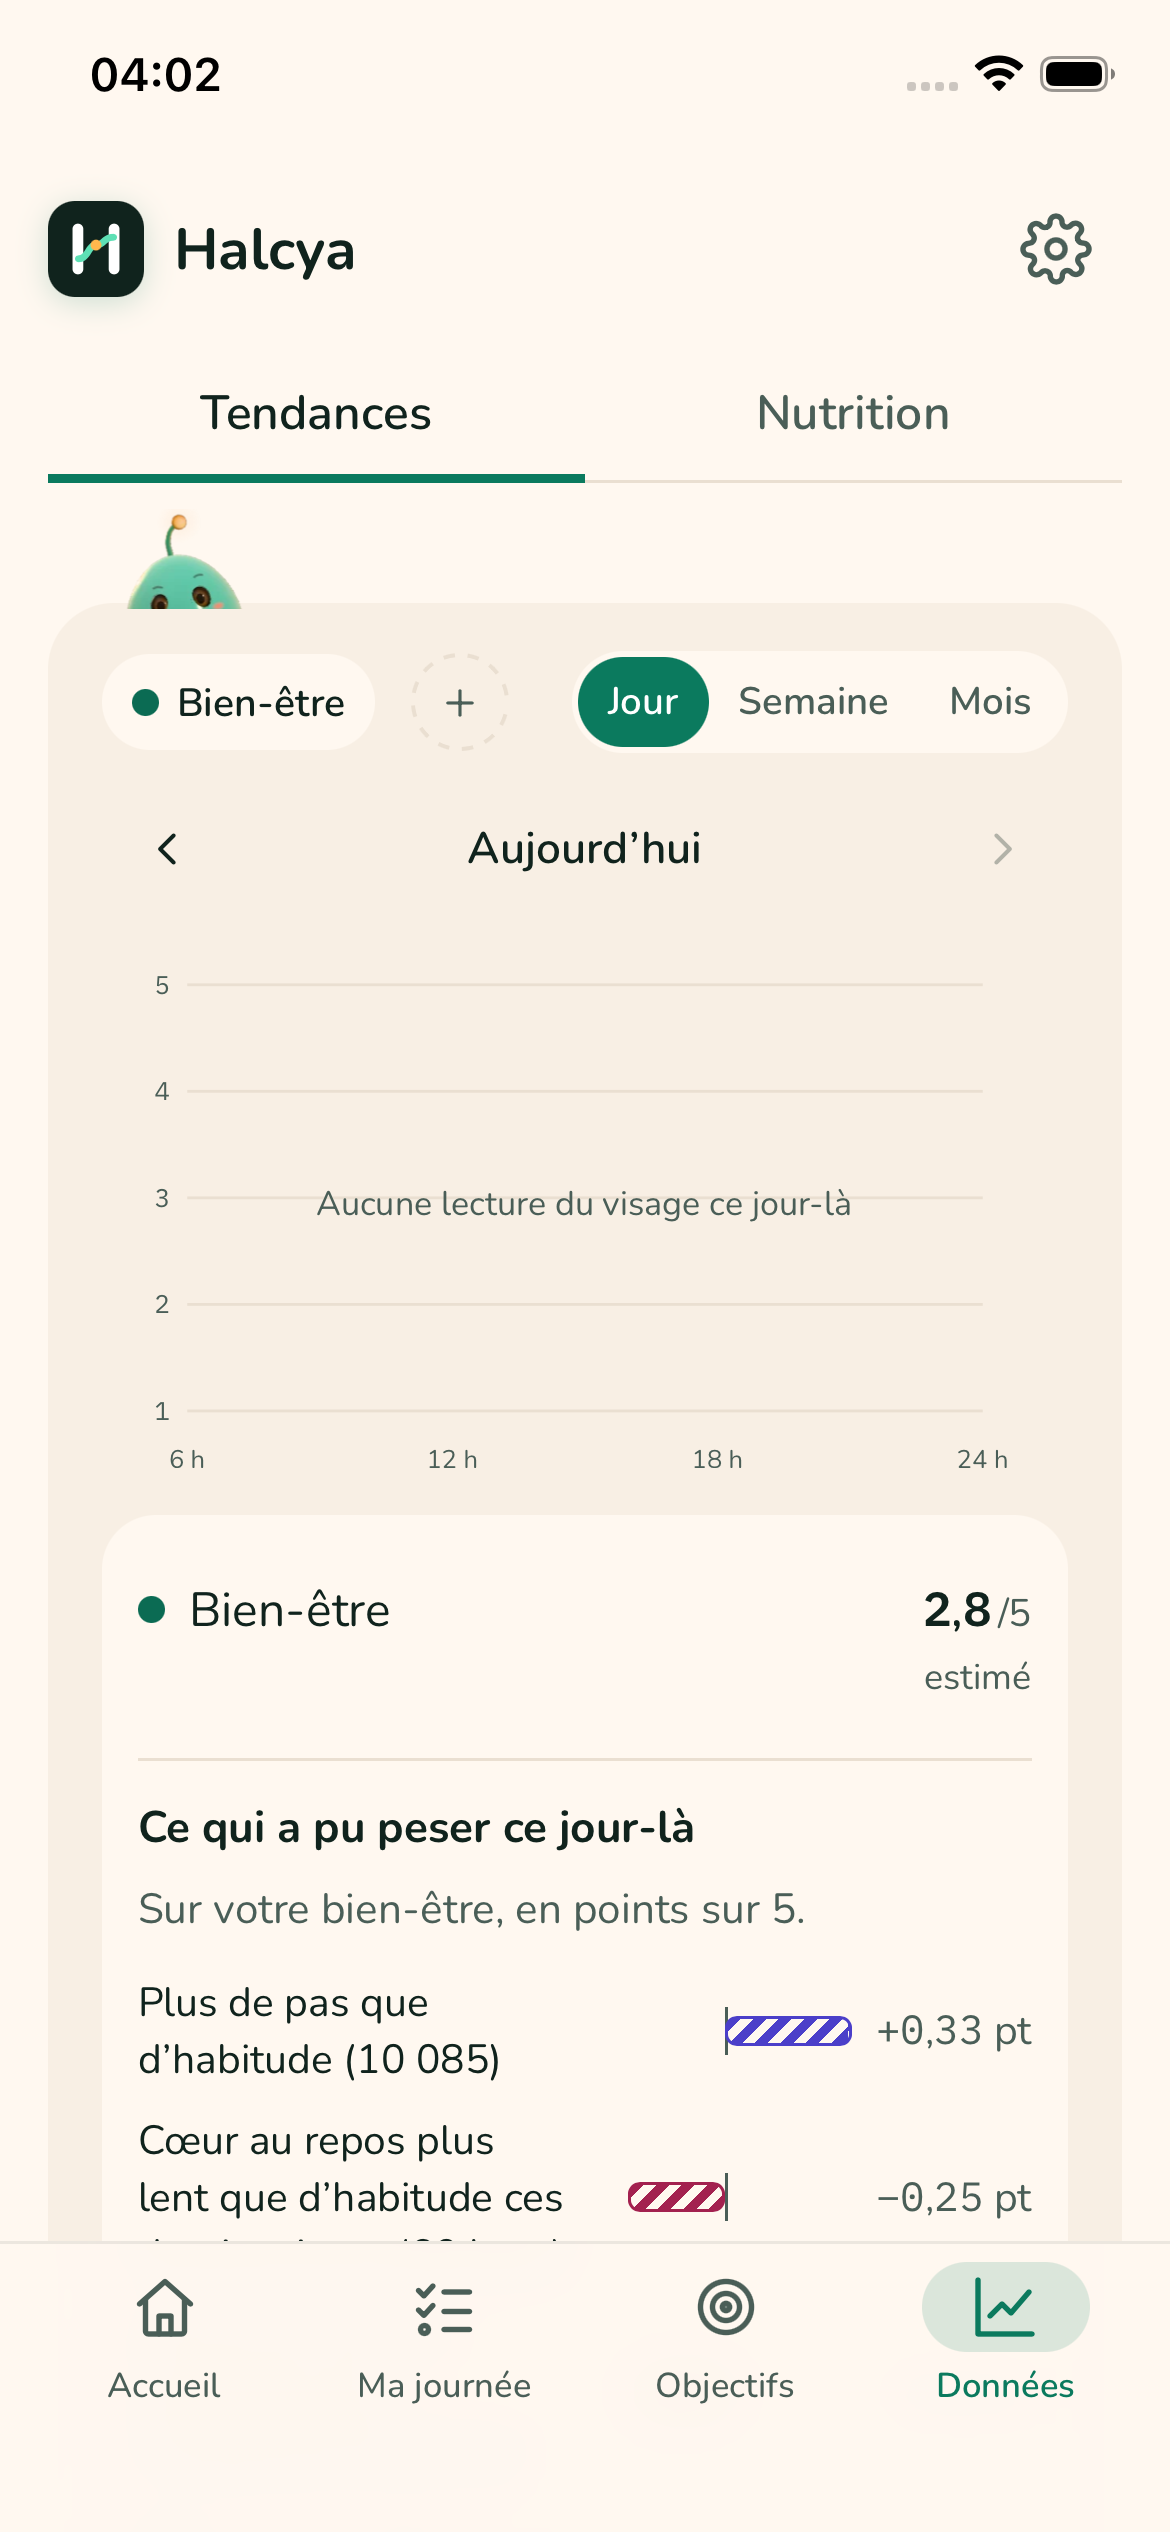 04:02
Halcya
Tendances
Nutrition
Bien-être
+
Jour
Semaine
Mois
Aujourd’hui
5
4
3
Aucune lecture du visage ce jour-là
2
1
6 h
12 h
18 h
24 h
Bien-être
2,8/5
estimé
Ce qui a pu peser ce jour-là
Sur votre bien-être, en points sur 5.
Plus de pas que
d’habitude (10 085)
+0,33 pt
Cœur au repos plus
lent que d’habitude ces
−0,25 pt
Accueil
Ma journée
Objectifs
Données